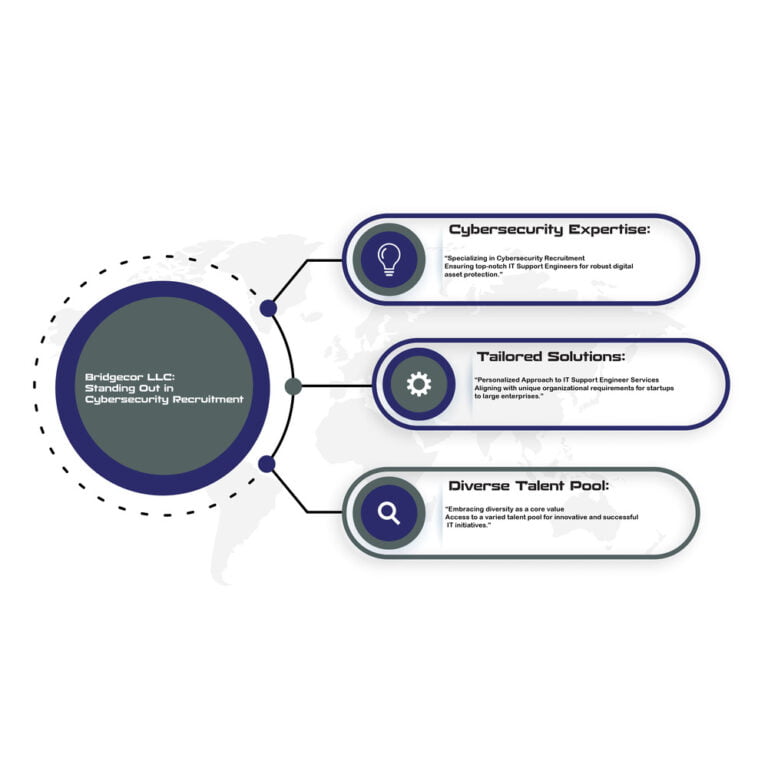 Bridgecor LLC:
Standing Out in
Cybersecurity Recruitment
Cybersecurity Expertise:
"Specializing in Cybersecurity Recruitment
Ensuring top-notch IT Support Engineers for robust digital
asset protection."
Tailored Solutions:
"Personalized Approach to IT Support Engineer Services
Aligning with unique organizational requirements for startups
to large enterprises."
Diverse Talent Pool:
"Embracing diversity as a core value
Access to a varied talent pool for innovative and successful
IT initiatives."